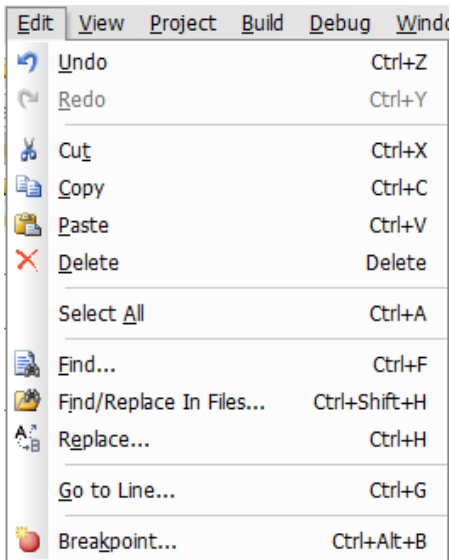 Edit View Project Build Debug
Undo Ctrl+Z
Redo Ctrl+Y
Cut Ctrl+X
Copy Ctrl+C
Paste Ctrl+V
Delete Delete
Select All Ctrl+A
Find... Ctrl+F
Find/Replace In Files... Ctrl+Shift+H
Replace... Ctrl+H
Go to Line... Ctrl+G
Breakpoint... Ctrl+Alt+B